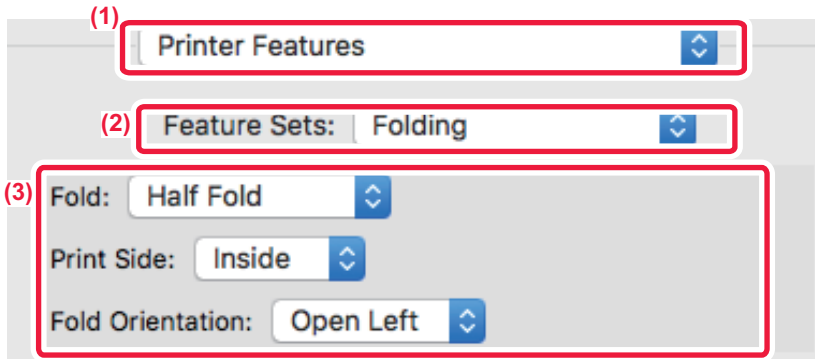 (1)
Printer Features
(2) Feature Sets: Folding
(3) Fold: Half Fold
Print Side: Inside
Fold Orientation: Open Left